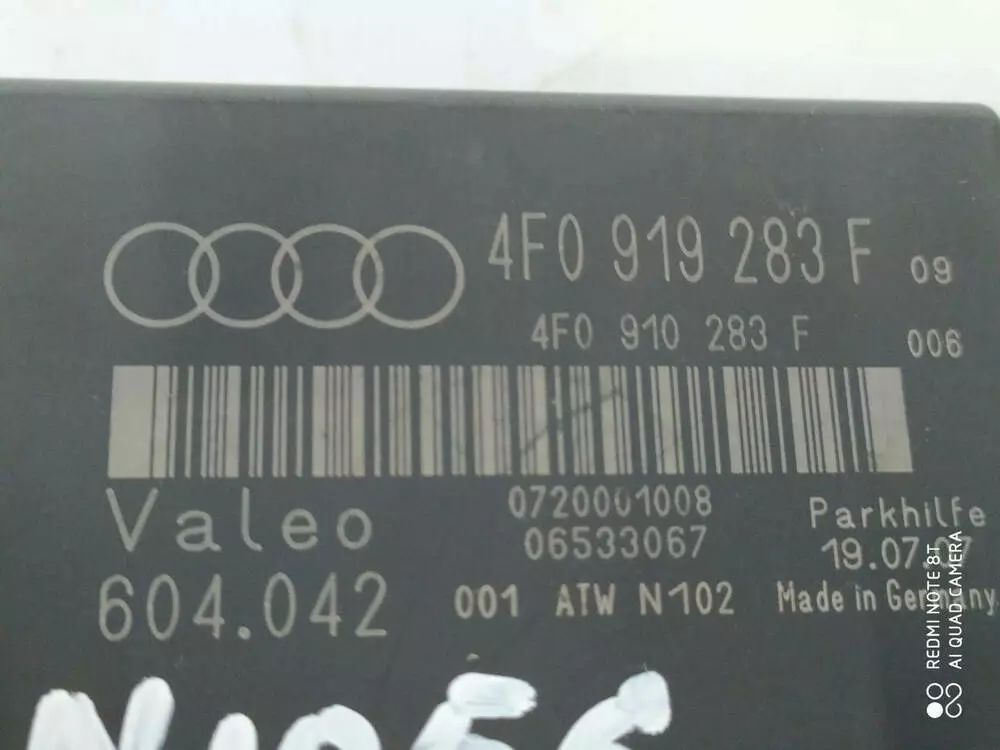 4F0 919 283 F 09
4F0 910 283 F 006
Valeo
0720001008
06533067
Parkhilfe
19.07.07
604.042
001 ATW N102
Made in Germany
REDMI NOTE 8T
AI QUAD CAMERA